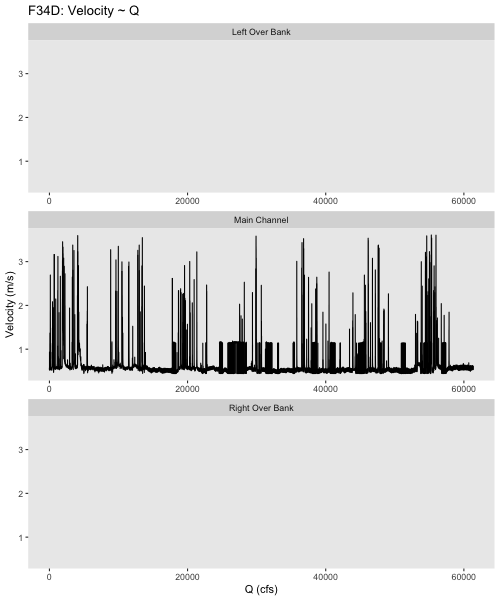 F34D: Velocity ~ Q
Left Over Bank
3
2
1
0 20000 40000 60000
Main Channel
Velocity (m/s)
3
2
1
0 20000 40000 60000
Right Over Bank
3
2
1
0 20000 40000 60000
Q (cfs)